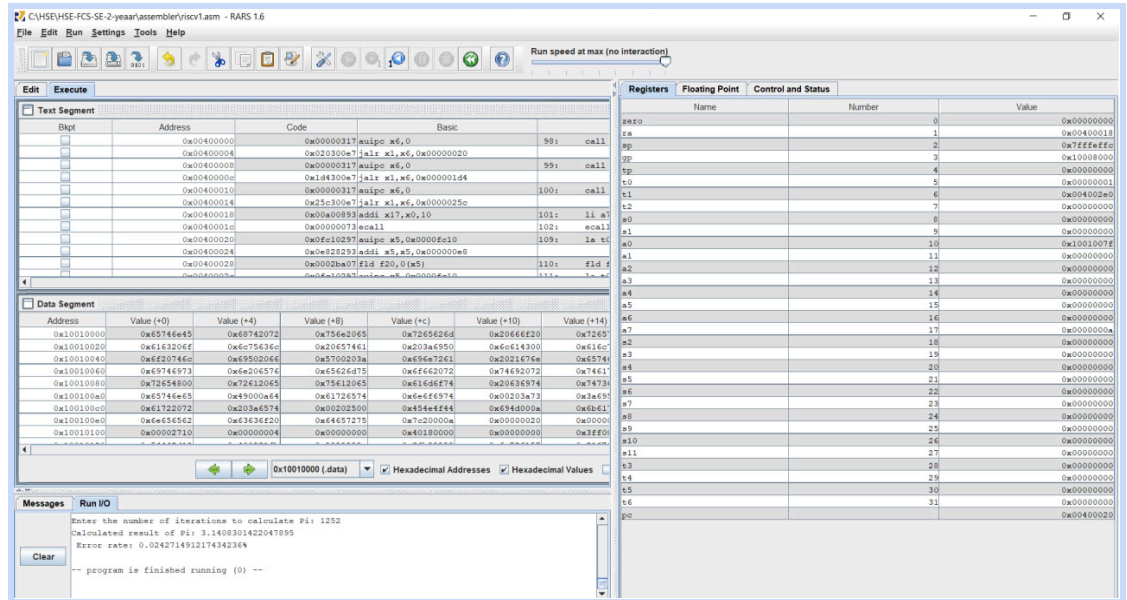 C:\HSE\HSE-FCS-SE-2-yeaar\assembler\riscv1.asm - RARS 1.6
File Edit Run Settings Tools Help
Run speed at max (no interaction)
Edit Execute
Text Segment
Bkpt Address Code Basic
0x00400000 0x00000317 auipc x6,0 98: call
0x00400004 0x020300e7 jalr x1,x6,0x00000020
0x00400008 0x00000317 auipc x6,0 99: call
0x0040000c 0x1d4300e7 jalr x1,x6,0x000001d4
0x00400010 0x00000317 auipc x6,0 100: call
0x00400014 0x25c300e7 jalr x1,x6,0x0000025c
0x00400018 0x00a00893 addi x17,x0,10 101: li a7
0x0040001c 0x00000073 ecall 102: ecall
0x00400020 0x0fc10297 auipc x5,0x0000fc10 109: la t0
0x00400024 0x0e828293 addi x5,x5,0x000000e8
0x00400028 0x0002ba07 fld f20,0(x5) 110: fld f
Data Segment
Address Value (+0) Value (+4) Value (+8) Value (+c) Value (+10) Value (+14)
0x10010000 0x65746e45 0x68742072 0x756e2065 0x7265626d 0x20666f20 0x7265
0x10010020 0x6163206f 0x6c75636c 0x20657461 0x203a6950 0x6c614300 0x616c
0x10010040 0x6f20746c 0x69502066 0x5700203a 0x696e7261 0x2021676e 0x6574
0x10010060 0x69746973 0x6e206576 0x65626d75 0x6f662072 0x74692072 0x7461
0x10010080 0x72654800 0x72612065 0x75612065 0x616d6f74 0x20636974 0x7473
0x100100a0 0x65746e65 0x49000a64 0x61726574 0x6e6f6974 0x00203a73 0x3a69
0x100100c0 0x61722072 0x203a6574 0x00202500 0x454e4f44 0x694d000a 0x6b61
0x100100e0 0x6e656562 0x63636f20 0x64657275 0x7c20000a 0x00000020 0x0000
0x10010100 0x00002710 0x00000004 0x00000000 0x40180000 0x00000000 0x3ff0
0x10010000 (.data) Hexadecimal Addresses Hexadecimal Values
Messages Run I/O
Enter the number of iterations to calculate Pi: 1252
Calculated result of Pi: 3.1408301422047895
Error rate: 0.024271491217434236%
-- program is finished running (0) --
Clear
Registers Floating Point Control and Status
Name Number Value
zero 0 0x00000000
ra 1 0x00400018
sp 2 0x7fffeffc
gp 3 0x10008000
tp 4 0x00000000
t0 5 0x00000001
t1 6 0x004002e0
t2 7 0x00000000
s0 8 0x00000000
s1 9 0x00000000
a0 10 0x1001007f
a1 11 0x00000000
a2 12 0x00000000
a3 13 0x00000000
a4 14 0x00000000
a5 15 0x00000000
a6 16 0x00000000
a7 17 0x0000000a
s2 18 0x00000000
s3 19 0x00000000
s4 20 0x00000000
s5 21 0x00000000
s6 22 0x00000000
s7 23 0x00000000
s8 24 0x00000000
s9 25 0x00000000
s10 26 0x00000000
s11 27 0x00000000
t3 28 0x00000000
t4 29 0x00000000
t5 30 0x00000000
t6 31 0x00000000
pc 0x00400020